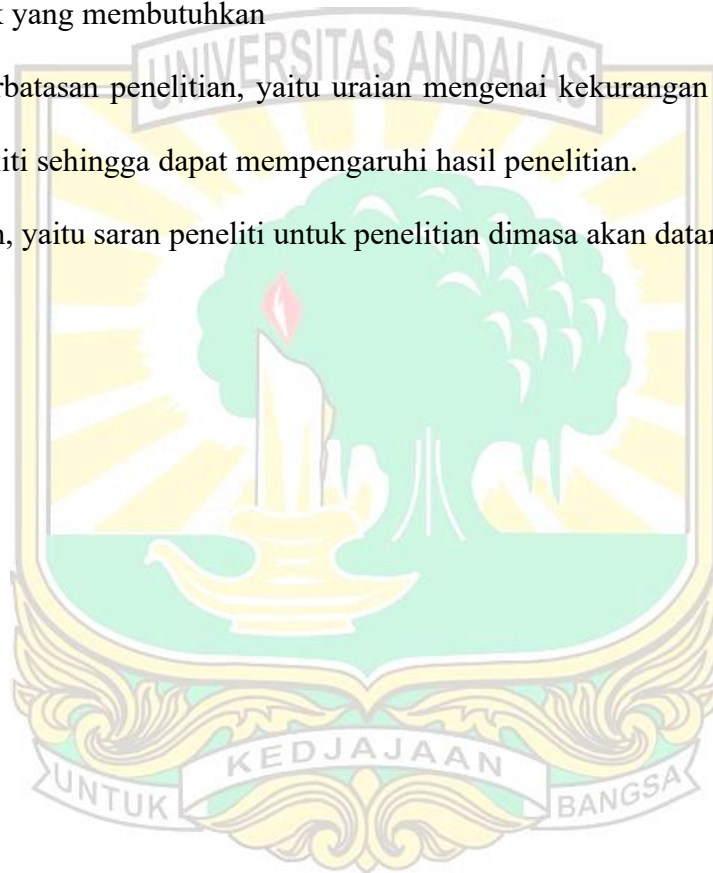 k yang membutuhkan
UNIVERSITAS ANDALAS
rbatasan penelitian, yaitu uraian mengenai kekurangan
liti sehingga dapat mempengaruhi hasil penelitian.
n, yaitu saran peneliti untuk penelitian dimasa akan datan
UNTUK KEDJAJAAN BANGSA